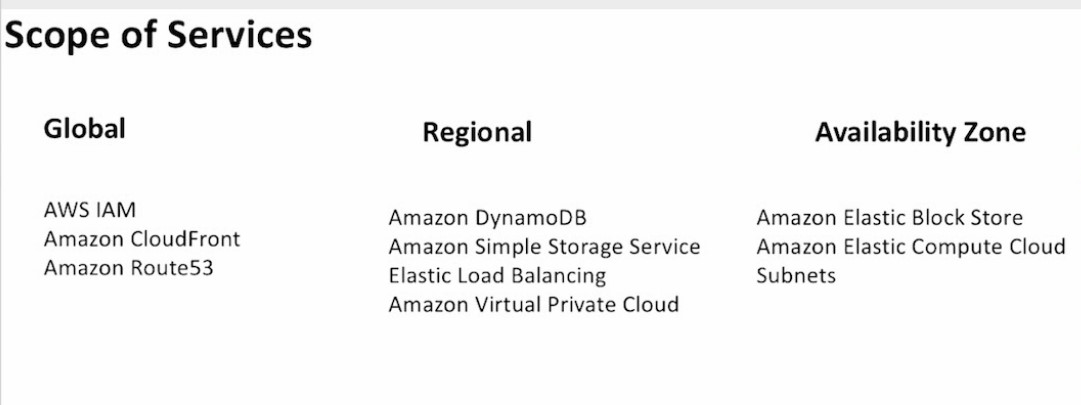 Scope of Services
Global
AWS IAM
Amazon CloudFront
Amazon Route53
Regional
Amazon DynamoDB
Amazon Simple Storage Service
Elastic Load Balancing
Amazon Virtual Private Cloud
Availability Zone
Amazon Elastic Block Store
Amazon Elastic Compute Cloud
Subnets